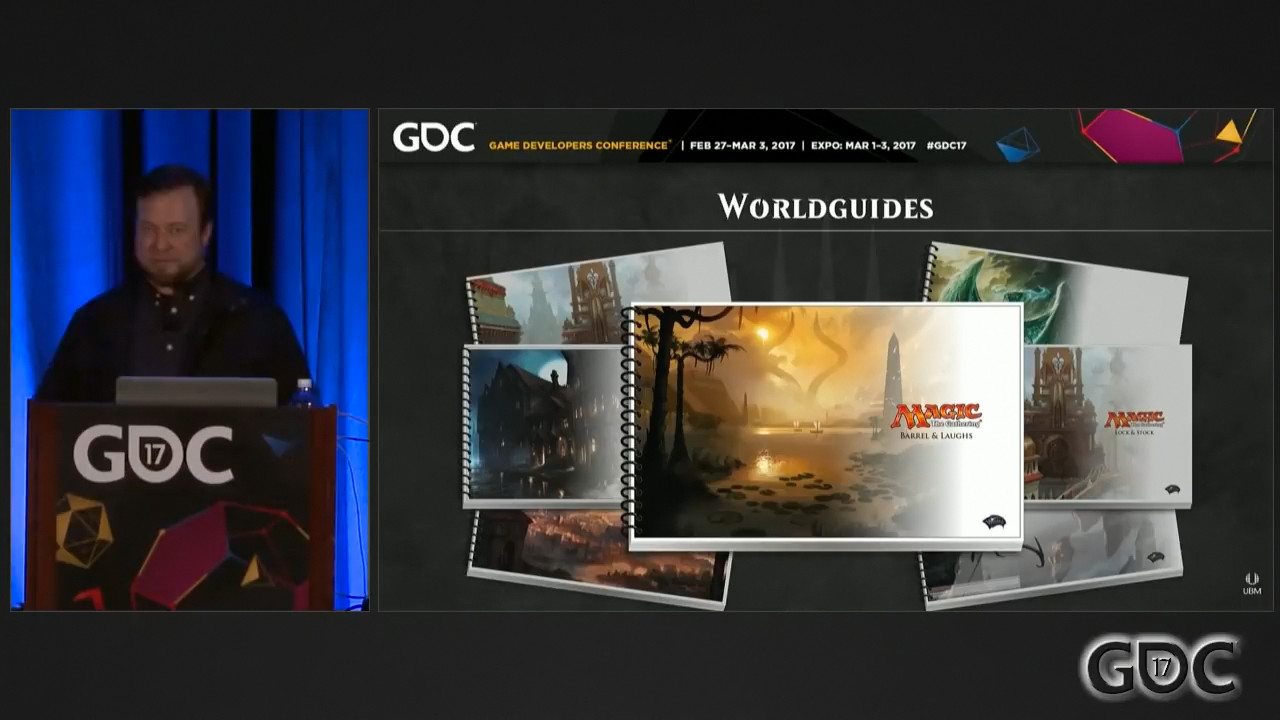 GDC
GAME DEVELOPERS CONFERENCE® | FEB 27–MAR 3, 2017 | EXPO: MAR 1–3, 2017 #GDC17
WORLDGUIDES
MAGIC
The Gathering®
BARREL & LAUGHS
MAGIC
The Gathering®
LOCK & STOCK
GDC
17
UBM
GDC
17